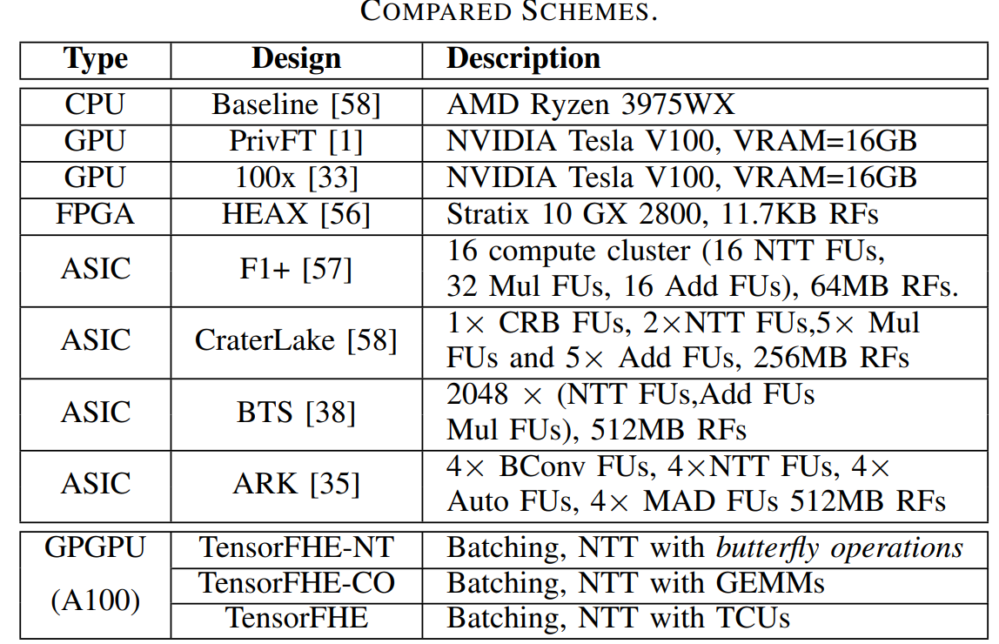 COMPARED SCHEMES.
Type Design Description
CPU Baseline [58] AMD Ryzen 3975WX
GPU PrivFT [1] NVIDIA Tesla V100, VRAM=16GB
GPU 100x [33] NVIDIA Tesla V100, VRAM=16GB
FPGA HEAX [56] Stratix 10 GX 2800, 11.7KB RFs
ASIC F1+ [57] 16 compute cluster (16 NTT FUs,
32 Mul FUs, 16 Add FUs), 64MB RFs.
ASIC CraterLake [58] 1× CRB FUs, 2×NTT FUs,5× Mul
FUs and 5× Add FUs, 256MB RFs
ASIC BTS [38] 2048 × (NTT FUs,Add FUs
Mul FUs), 512MB RFs
ASIC ARK [35] 4× BConv FUs, 4×NTT FUs, 4×
Auto FUs, 4× MAD FUs 512MB RFs
GPGPU TensorFHE-NT Batching, NTT with butterfly operations
(A100) TensorFHE-CO Batching, NTT with GEMMs
TensorFHE Batching, NTT with TCUs